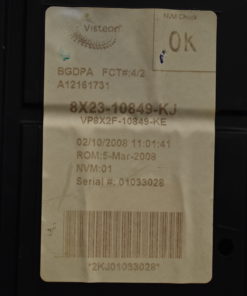 Visteon
NVM Check
OK
BGDPA FCT#:4/2
A12161731
8X23-10849-KJ
VP8X2F-10849-KE
02/10/2008 11:01:41
ROM:5-Mar-2008
NVM:01
Serial #: 01033028
*2KJ01033028*